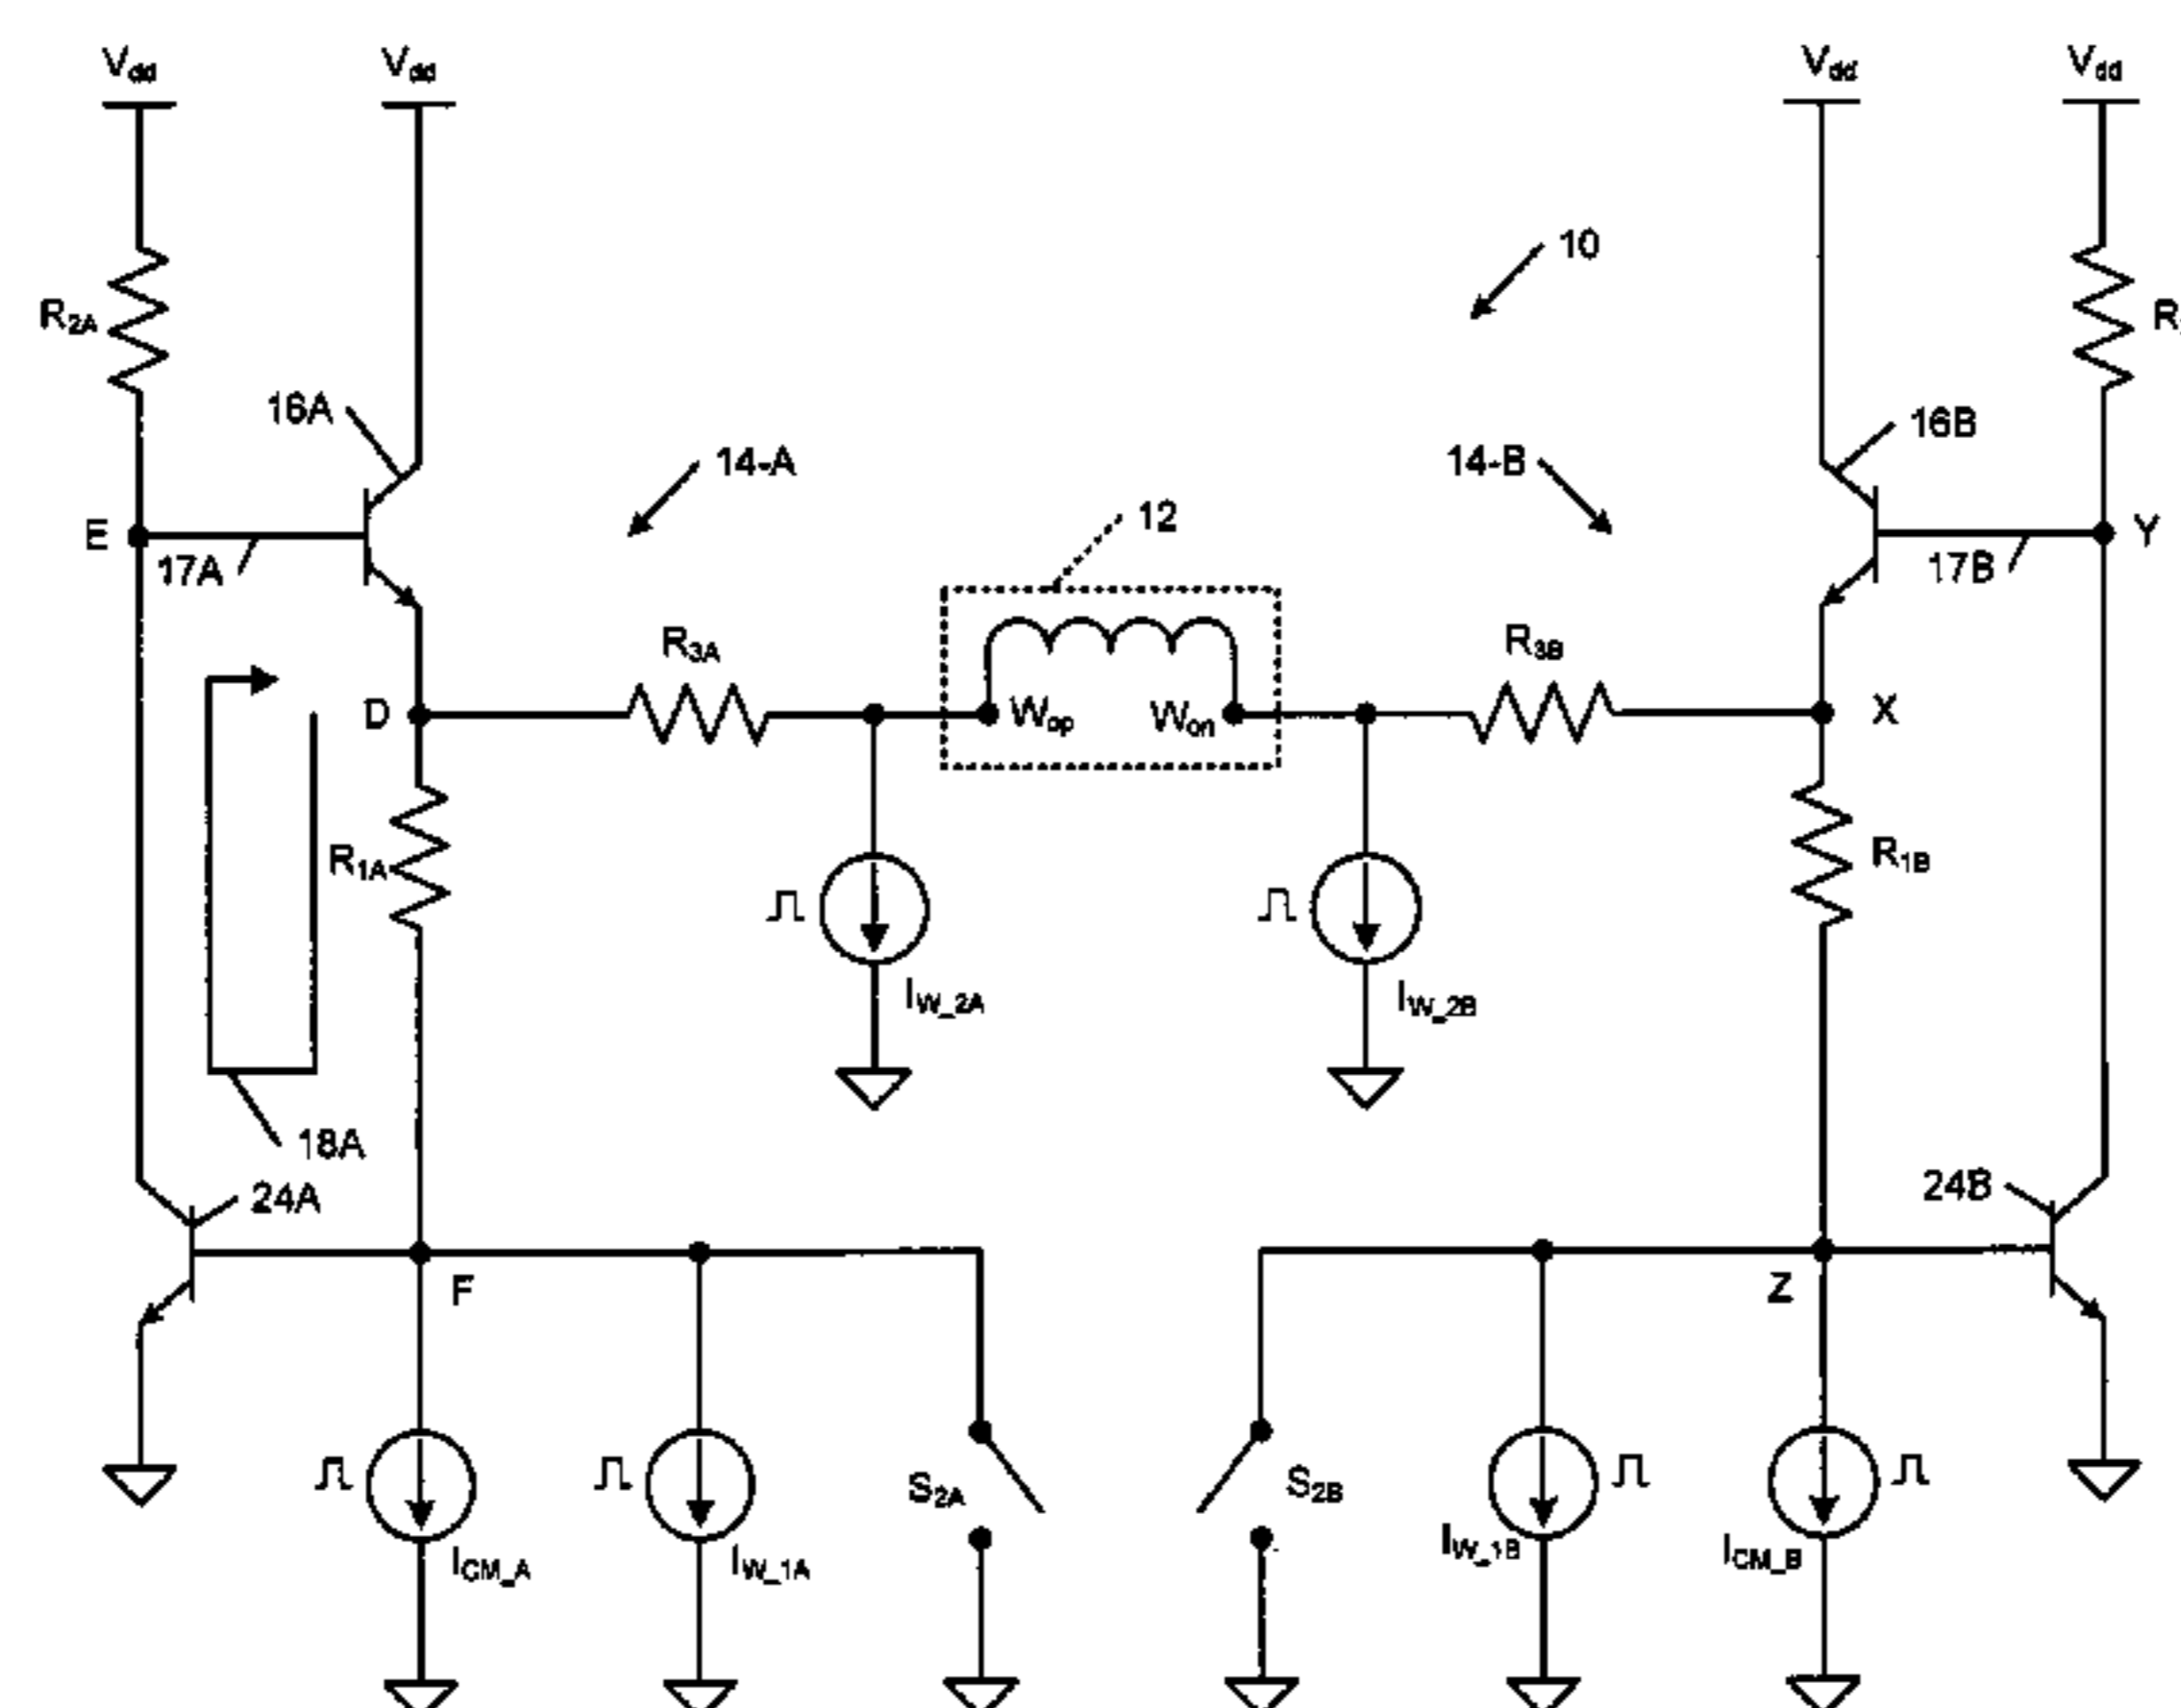 Vdd
Vdd
Vdd
Vdd
10
R2A
16A
16B
14-A
14-B
12
E
17A
17B
Y
R3A
R3B
D
Wop
Won
X
R1A
R1B
IW_2A
IW_2B
18A
24A
24B
F
Z
S2A
S2B
ICM_A
IW_1A
IW_1B
ICM_B